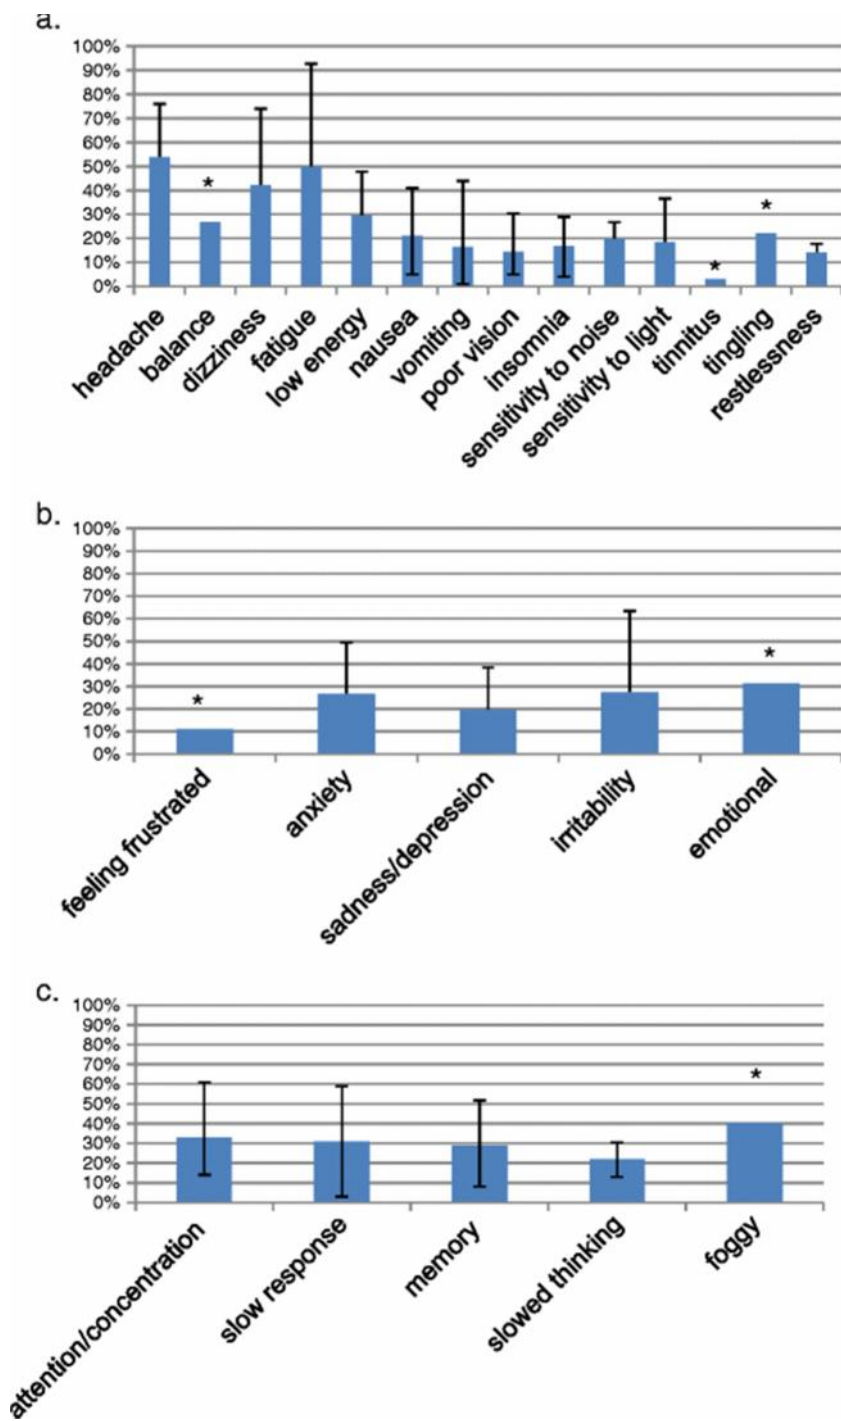 a.
100%
90%
80%
70%
60%
50%
40%
30%
20%
10%
0%
*
*
*
headache
balance
dizziness
fatigue
low energy
nausea
vomiting
poor vision
insomnia
sensitivity to noise
sensitivity to light
tinnitus
tingling
restlessness
b.
100%
90%
80%
70%
60%
50%
40%
30%
20%
10%
0%
*
*
feeling frustrated
anxiety
sadness/depression
irritability
emotional
c.
100%
90%
80%
70%
60%
50%
40%
30%
20%
10%
0%
*
attention/concentration
slow response
memory
slowed thinking
foggy